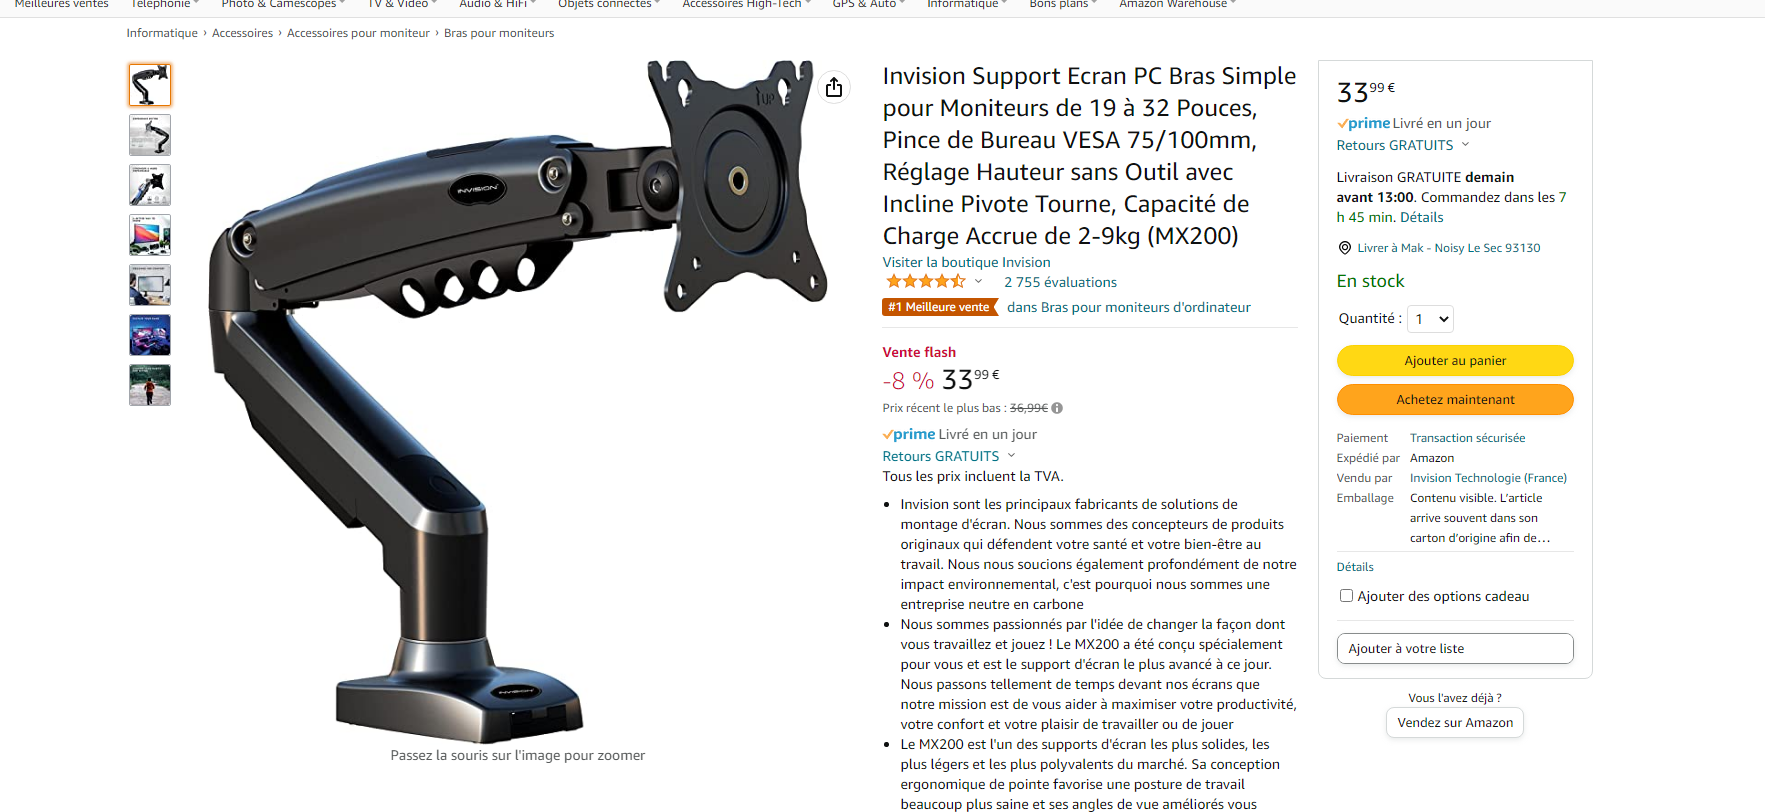 Meilleures ventes Téléphonie Photo & Caméscopes TV & Vidéo Audio & HiFi Objets connectés Accessoires High-Tech GPS & Auto Informatique Bons plans Amazon Warehouse
Informatique › Accessoires › Accessoires pour moniteur › Bras pour moniteurs
INVISION
UP
INVISION
Passez la souris sur l'image pour zoomer
Invision Support Ecran PC Bras Simple
pour Moniteurs de 19 à 32 Pouces,
Pince de Bureau VESA 75/100mm,
Réglage Hauteur sans Outil avec
Incline Pivote Tourne, Capacité de
Charge Accrue de 2-9kg (MX200)
Visiter la boutique Invision
2 755 évaluations
#1 Meilleure vente dans Bras pour moniteurs d'ordinateur
Vente flash
-8 % 33,99 €
Prix récent le plus bas : 36,99€
prime Livré en un jour
Retours GRATUITS
Tous les prix incluent la TVA.
• Invision sont les principaux fabricants de solutions de
montage d'écran. Nous sommes des concepteurs de produits
originaux qui défendent votre santé et votre bien-être au
travail. Nous nous soucions également profondément de notre
impact environnemental, c'est pourquoi nous sommes une
entreprise neutre en carbone
• Nous sommes passionnés par l'idée de changer la façon dont
vous travaillez et jouez ! Le MX200 a été conçu spécialement
pour vous et est le support d'écran le plus avancé à ce jour.
Nous passons tellement de temps devant nos écrans que
notre mission est de vous aider à maximiser votre productivité,
votre confort et votre plaisir de travailler ou de jouer
• Le MX200 est l'un des supports d'écran les plus solides, les
plus légers et les plus polyvalents du marché. Sa conception
ergonomique de pointe favorise une posture de travail
beaucoup plus saine et ses angles de vue améliorés vous
33 99 €
prime Livré en un jour
Retours GRATUITS
Livraison GRATUITE demain
avant 13:00. Commandez dans les 7
h 45 min. Détails
Livrer à Mak - Noisy Le Sec 93130
En stock
Quantité : 1
Ajouter au panier
Achetez maintenant
Paiement Transaction sécurisée
Expédié par Amazon
Vendu par Invision Technologie (France)
Emballage Contenu visible. L’article
arrive souvent dans son
carton d’origine afin de…
Détails
Ajouter des options cadeau
Ajouter à votre liste
Vous l'avez déjà ?
Vendez sur Amazon